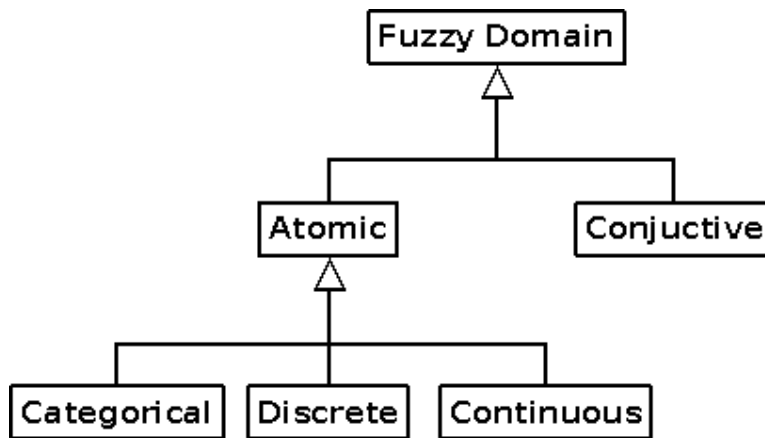 Fuzzy Domain
Atomic
Conjuctive
Categorical
Discrete
Continuous